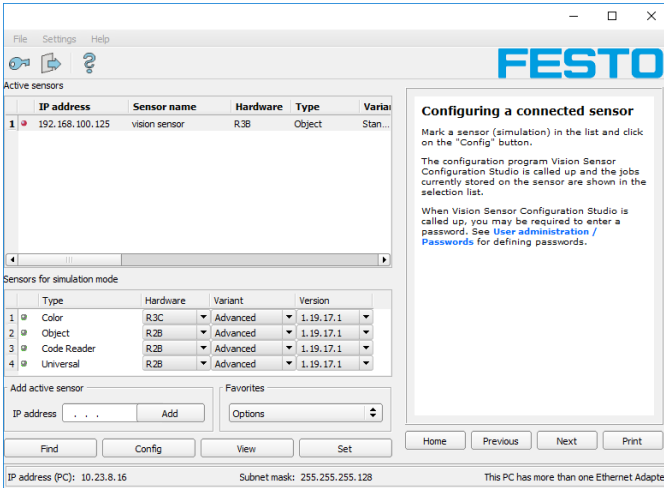 File Settings Help
FESTO
Active sensors
IP address Sensor name Hardware Type Varia
1 192.168.100.125 vision sensor R3B Object Stan...
Sensors for simulation mode
Type Hardware Variant Version
1 Color R3C Advanced 1.19.17.1
2 Object R2B Advanced 1.19.17.1
3 Code Reader R2B Advanced 1.19.17.1
4 Universal R2B Advanced 1.19.17.1
Add active sensor
IP address . . . Add
Favorites
Options
Find Config View Set
Configuring a connected sensor
Mark a sensor (simulation) in the list and click
on the "Config" button.
The configuration program Vision Sensor
Configuration Studio is called up and the jobs
currently stored on the sensor are shown in the
selection list.
When Vision Sensor Configuration Studio is
called up, you may be required to enter a
password. See User administration /
Passwords for defining passwords.
Home Previous Next Print
IP address (PC): 10.23.8.16 Subnet mask: 255.255.255.128 This PC has more than one Ethernet Adapte